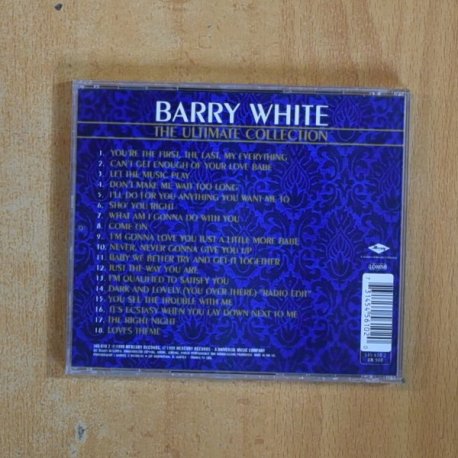 BARRY WHITE
THE ULTIMATE COLLECTION
1. YOU'RE THE FIRST, THE LAST, MY EVERYTHING
2. CAN'T GET ENOUGH OF YOUR LOVE BABE
3. LET THE MUSIC PLAY
4. DON'T MAKE ME WAIT TOO LONG
5. I'LL DO FOR YOU ANYTHING YOU WANT ME TO
6. SHO' YOU RIGHT
7. WHAT AM I GONNA DO WITH YOU
8. COME ON
9. I'M GONNA LOVE YOU JUST A LITTLE MORE BABE
10. NEVER, NEVER GONNA GIVE YOU UP
11. BABY WE BETTER TRY AND GET IT TOGETHER
12. JUST THE WAY YOU ARE
13. I'M QUALIFIED TO SATISFY YOU
14. DARK AND LOVELY (YOU OVER THERE) "RADIO EDIT"
15. YOU SEE THE TROUBLE WITH ME
16. IT'S ECSTASY WHEN YOU LAY DOWN NEXT TO ME
17. THE RIGHT NIGHT
18. LOVES THEME